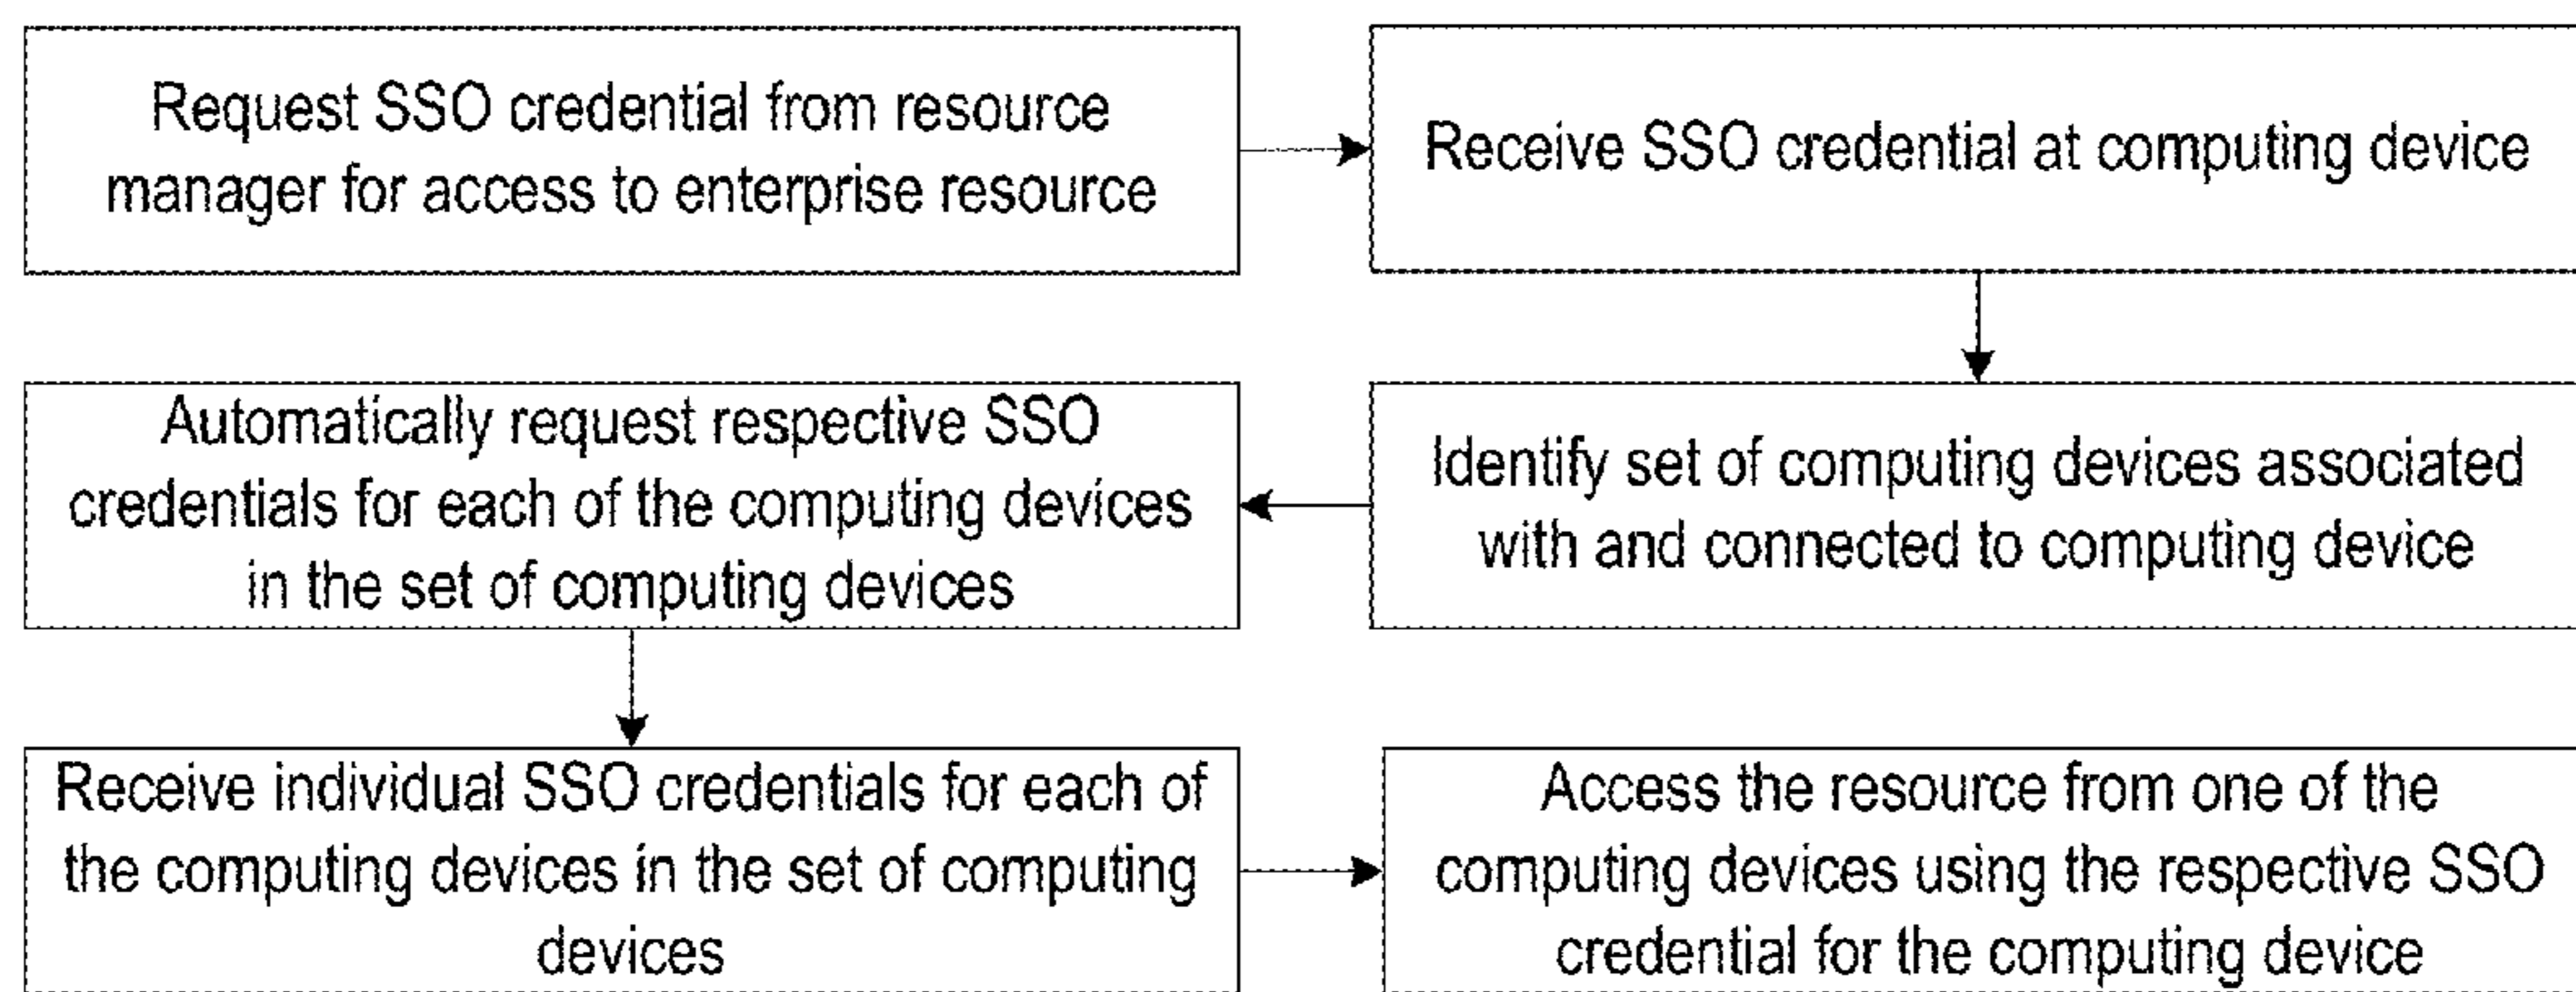 Request SSO credential from resource
manager for access to enterprise resource
Receive SSO credential at computing device
Identify set of computing devices associated
with and connected to computing device
Automatically request respective SSO
credentials for each of the computing devices
in the set of computing devices
Receive individual SSO credentials for each of
the computing devices in the set of computing
devices
Access the resource from one of the
computing devices using the respective SSO
credential for the computing device